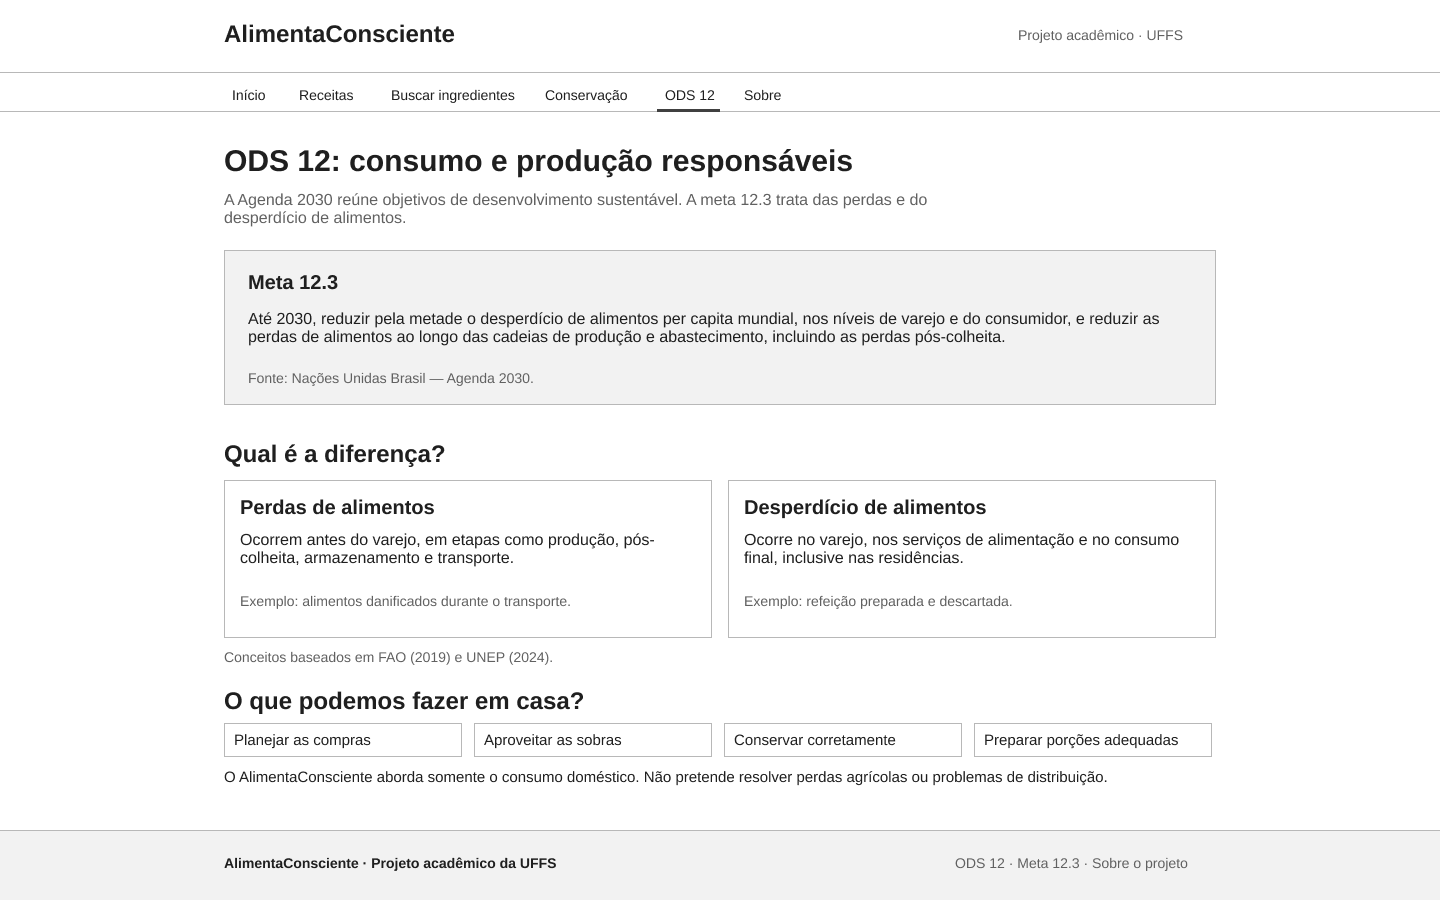 AlimentaConsciente
Projeto acadêmico · UFFS
Início
Receitas
Buscar ingredientes
Conservação
ODS 12
Sobre
ODS 12: consumo e produção responsáveis
A Agenda 2030 reúne objetivos de desenvolvimento sustentável. A meta 12.3 trata das perdas e do
desperdício de alimentos.
Meta 12.3
Até 2030, reduzir pela metade o desperdício de alimentos per capita mundial, nos níveis de varejo e do consumidor, e reduzir as
perdas de alimentos ao longo das cadeias de produção e abastecimento, incluindo as perdas pós-colheita.
Fonte: Nações Unidas Brasil — Agenda 2030.
Qual é a diferença?
Perdas de alimentos
Ocorrem antes do varejo, em etapas como produção, pós-
colheita, armazenamento e transporte.
Exemplo: alimentos danificados durante o transporte.
Desperdício de alimentos
Ocorre no varejo, nos serviços de alimentação e no consumo
final, inclusive nas residências.
Exemplo: refeição preparada e descartada.
Conceitos baseados em FAO (2019) e UNEP (2024).
O que podemos fazer em casa?
Planejar as compras
Aproveitar as sobras
Conservar corretamente
Preparar porções adequadas
O AlimentaConsciente aborda somente o consumo doméstico. Não pretende resolver perdas agrícolas ou problemas de distribuição.
AlimentaConsciente · Projeto acadêmico da UFFS
ODS 12 · Meta 12.3 · Sobre o projeto